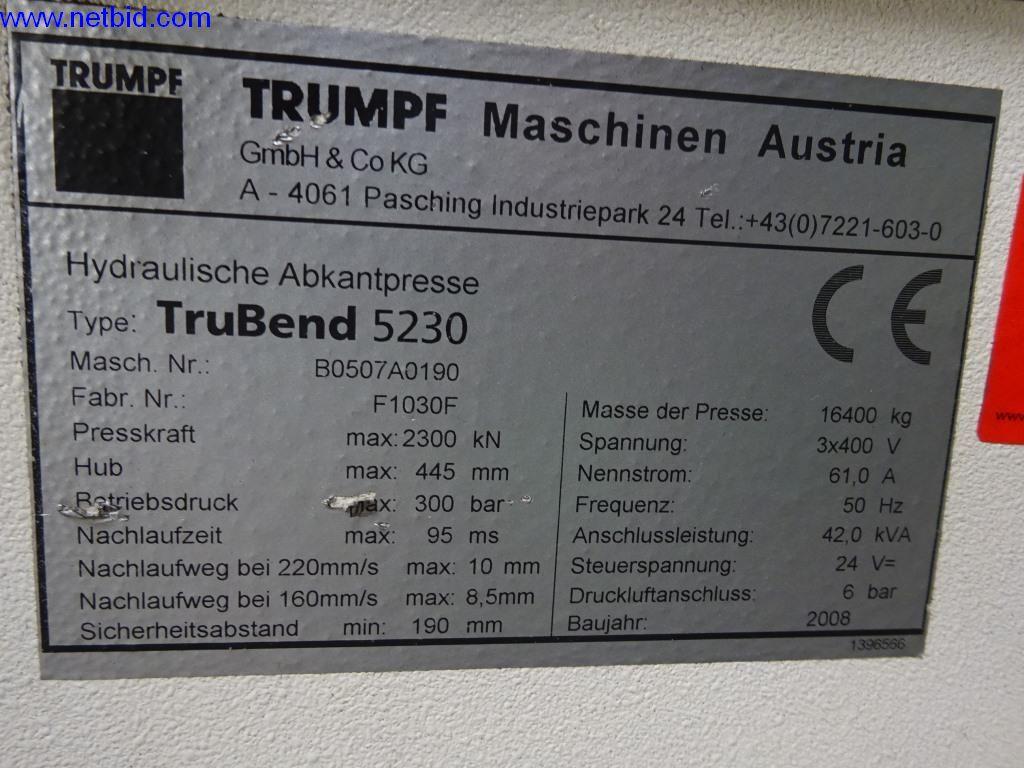 www.netbid.com
TRUMPF
TRUMPF Maschinen Austria
GmbH & Co KG
A - 4061 Pasching Industriepark 24 Tel.:+43(0)7221-603-0
Hydraulische Abkantpresse
Type: TruBend 5230
CE
Masch. Nr.: B0507A0190
Fabr. Nr.: F1030F
Presskraft max: 2300 kN
Hub max: 445 mm
Betriebsdruck max: 300 bar
Nachlaufzeit max: 95 ms
Nachlaufweg bei 220mm/s max: 10 mm
Nachlaufweg bei 160mm/s max: 8,5mm
Sicherheitsabstand min: 190 mm
Masse der Presse: 16400 kg
Spannung: 3x400 V
Nennstrom: 61,0 A
Frequenz: 50 Hz
Anschlussleistung: 42,0 kVA
Steuerspannung: 24 V=
Druckluftanschluss: 6 bar
Baujahr: 2008
1396566
www.